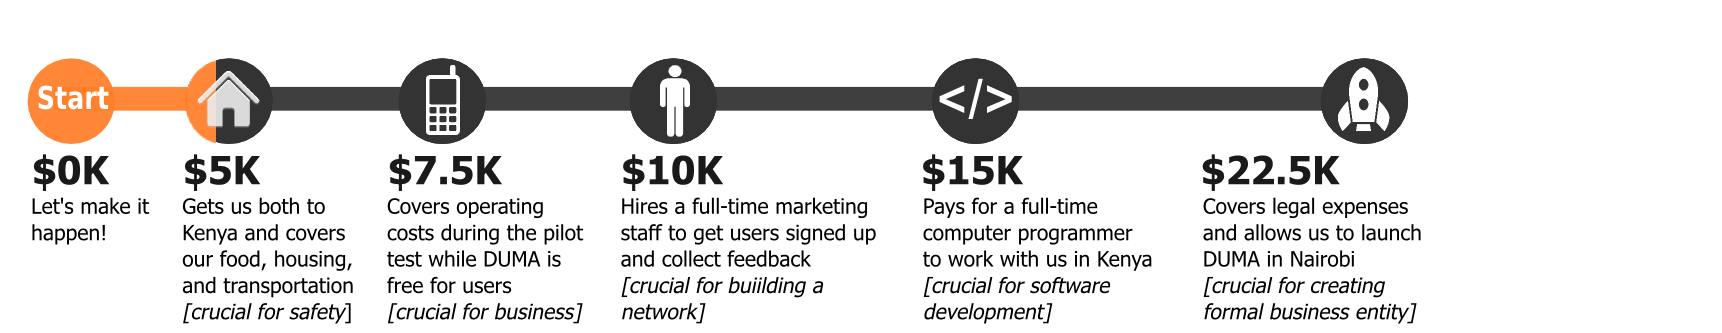 Start
</>
$0K
Let's make it
happen!
$5K
Gets us both to
Kenya and covers
our food, housing,
and transportation
[crucial for safety]
$7.5K
Covers operating
costs during the pilot
test while DUMA is
free for users
[crucial for business]
$10K
Hires a full-time marketing
staff to get users signed up
and collect feedback
[crucial for buiilding a
network]
$15K
Pays for a full-time
computer programmer
to work with us in Kenya
[crucial for software
development]
$22.5K
Covers legal expenses
and allows us to launch
DUMA in Nairobi
[crucial for creating
formal business entity]